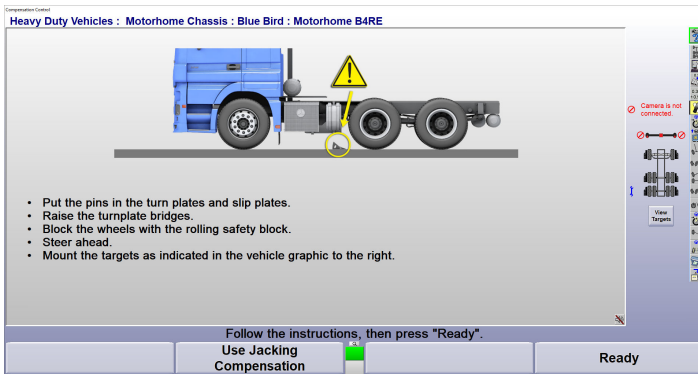 Compensation Control
Heavy Duty Vehicles : Motorhome Chassis : Blue Bird : Motorhome B4RE
Camera is not
connected.
View
Targets
• Put the pins in the turn plates and slip plates.
• Raise the turnplate bridges.
• Block the wheels with the rolling safety block.
• Steer ahead.
• Mount the targets as indicated in the vehicle graphic to the right.
Follow the instructions, then press "Ready".
Use Jacking
Compensation
Ready